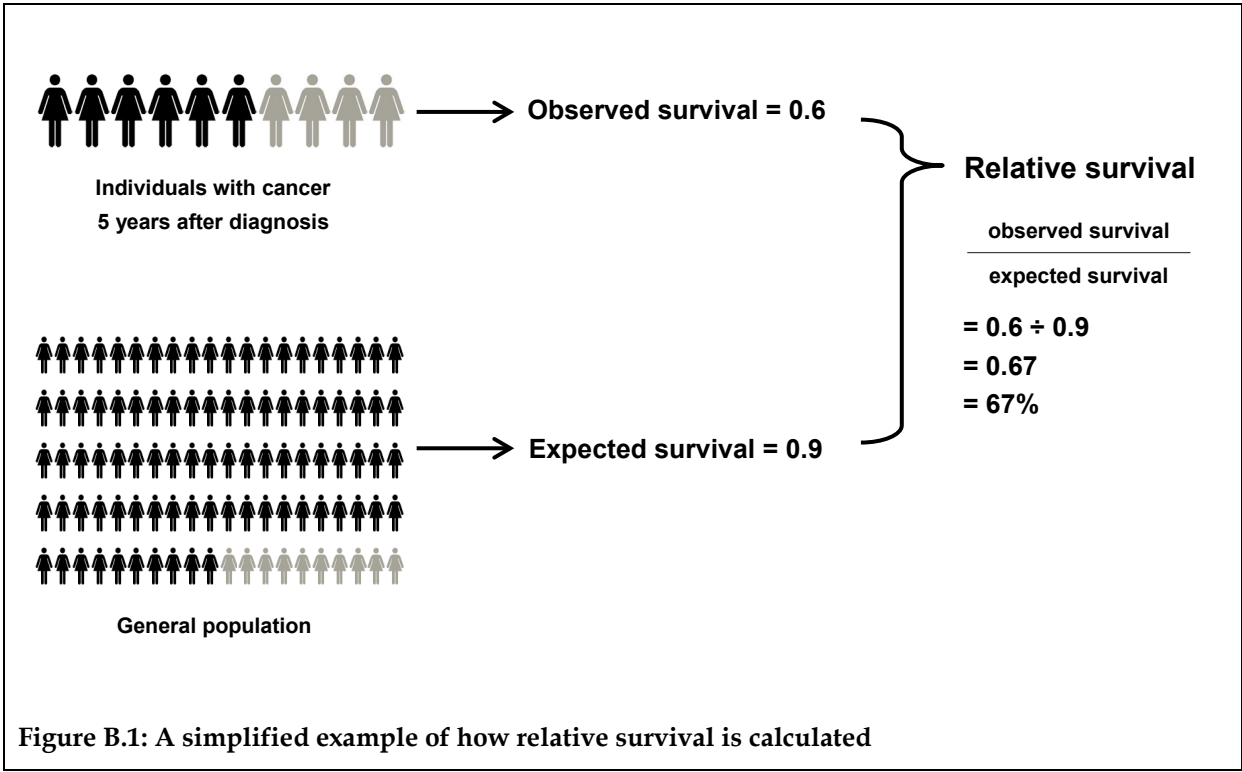 Observed survival = 0.6
Individuals with cancer
5 years after diagnosis
Expected survival = 0.9
General population
Relative survival
observed survival
expected survival
= 0.6 ÷ 0.9
= 0.67
= 67%
Figure B.1: A simplified example of how relative survival is calculated